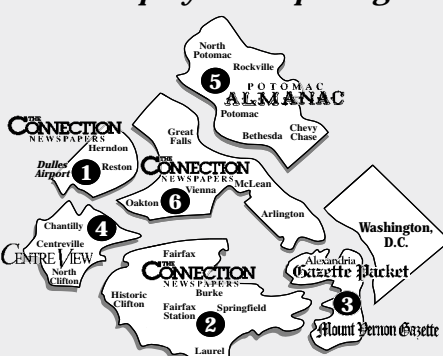 North
Potomac
Rockville
5
POTOMAC
ALMANAC
Potomac
Bethesda
Chevy
Chase
THE
CONNECTION
NEWSPAPERS
Herndon
Dulles
Airport
1
Reston
Great
Falls
THE
CONNECTION
NEWSPAPERS
Vienna
McLean
Oakton
6
Arlington
Chantilly
4
Centreville
CENTRE VIEW
North
Clifton
Washington,
D.C.
Fairfax
THE
CONNECTION
NEWSPAPERS
Burke
Historic
Clifton
Fairfax
Station
Springfield
2
Laurel
Alexandria
Gazette Packet
3
Mount Vernon Gazette